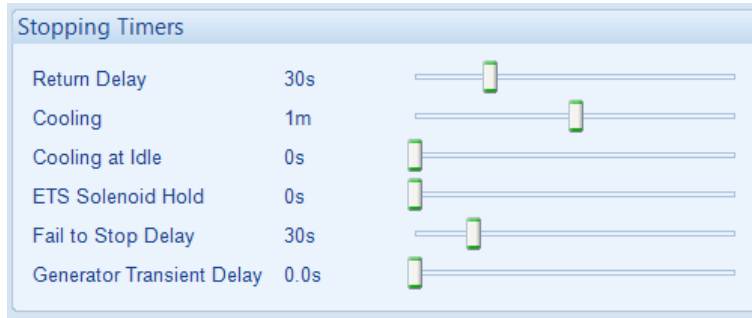 Stopping Timers
Return Delay 30s
Cooling 1m
Cooling at Idle 0s
ETS Solenoid Hold 0s
Fail to Stop Delay 30s
Generator Transient Delay 0.0s